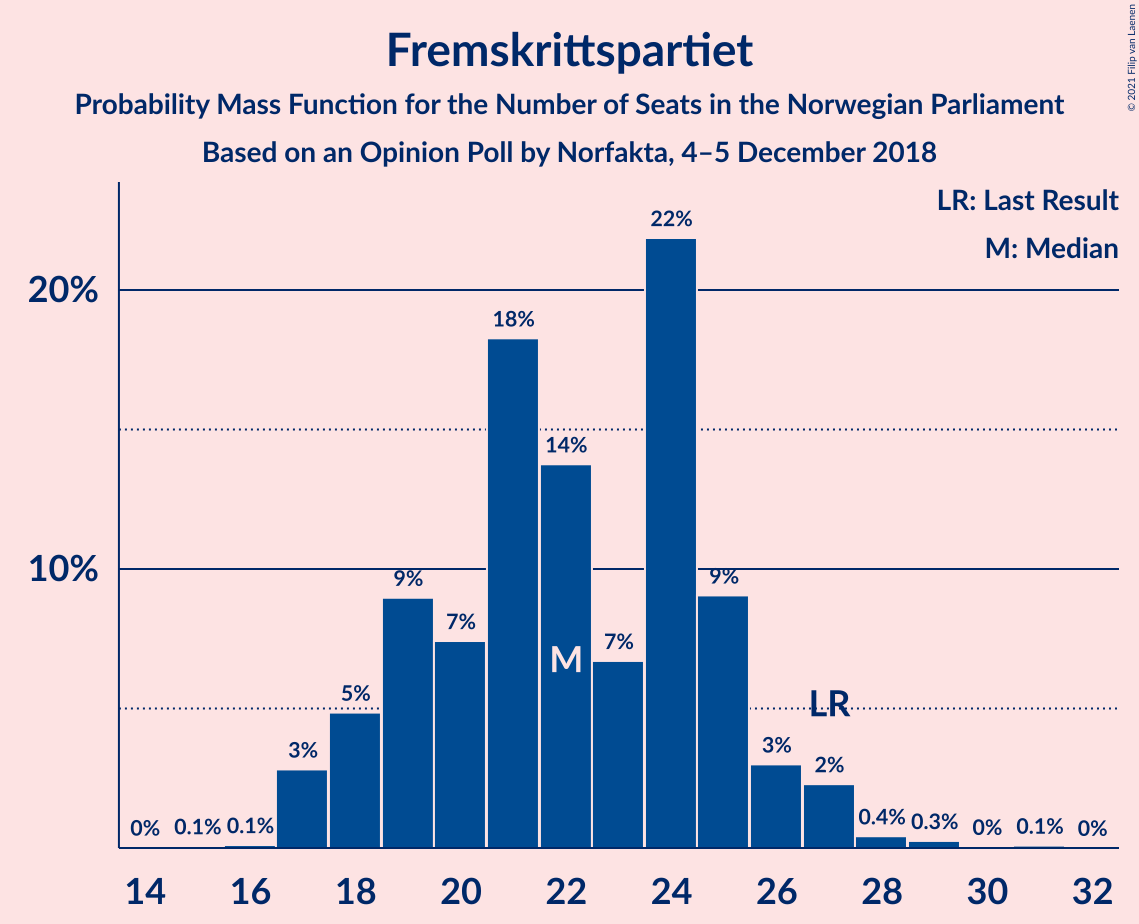 Fremskrittspartiet
Probability Mass Function for the Number of Seats in the Norwegian Parliament
Based on an Opinion Poll by Norfakta, 4–5 December 2018
© 2021 Filip van Laenen
LR: Last Result
M: Median
20%
10%
0%
0.1%
0.1%
3%
5%
9%
7%
18%
14%
7%
22%
9%
3%
2%
0.4%
0.3%
0%
0.1%
0%
M
LR
14 16 18 20 22 24 26 28 30 32